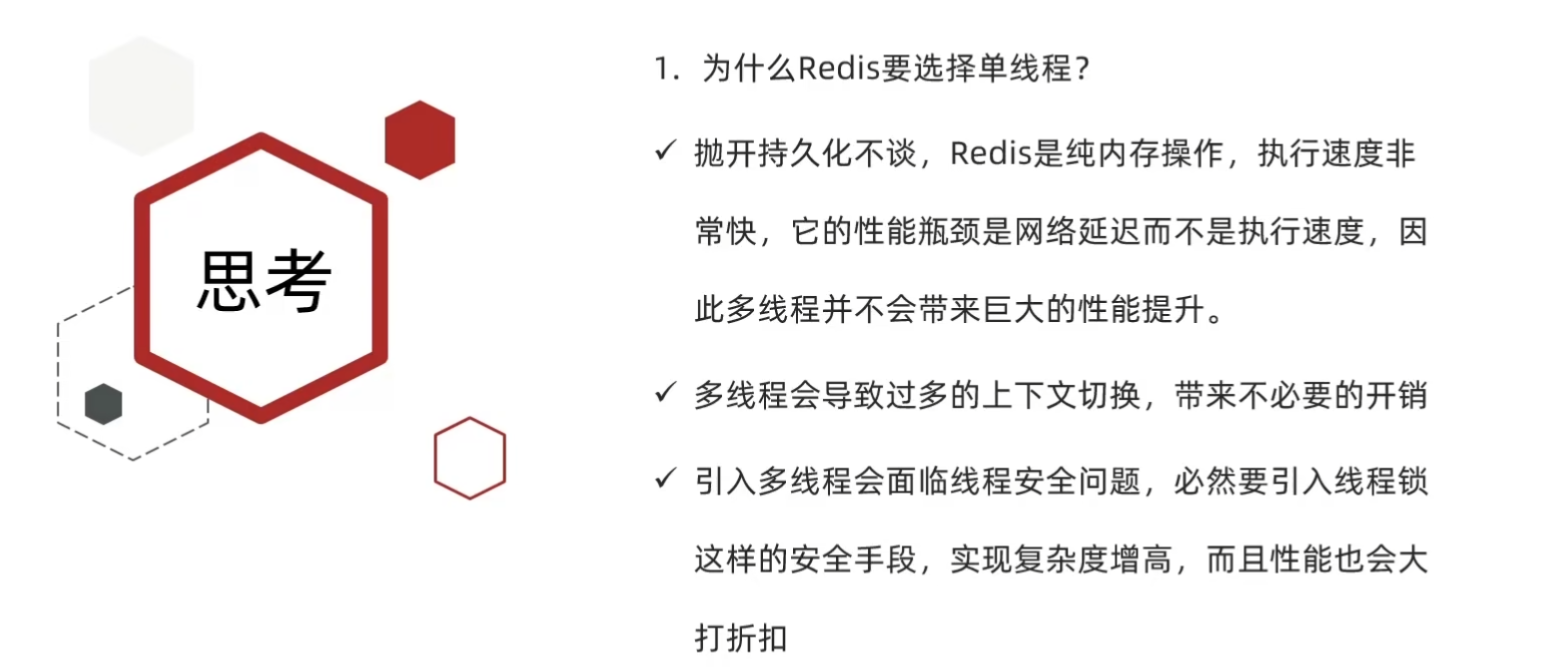 思考
1. 为什么Redis要选择单线程？
✓ 抛开持久化不谈，Redis是纯内存操作，执行速度非
常快，它的性能瓶颈是网络延迟而不是执行速度，因
此多线程并不会带来巨大的性能提升。
✓ 多线程会导致过多的上下文切换，带来不必要的开销
✓ 引入多线程会面临线程安全问题，必然要引入线程锁
这样的安全手段，实现复杂度增高，而且性能也会大
打折扣